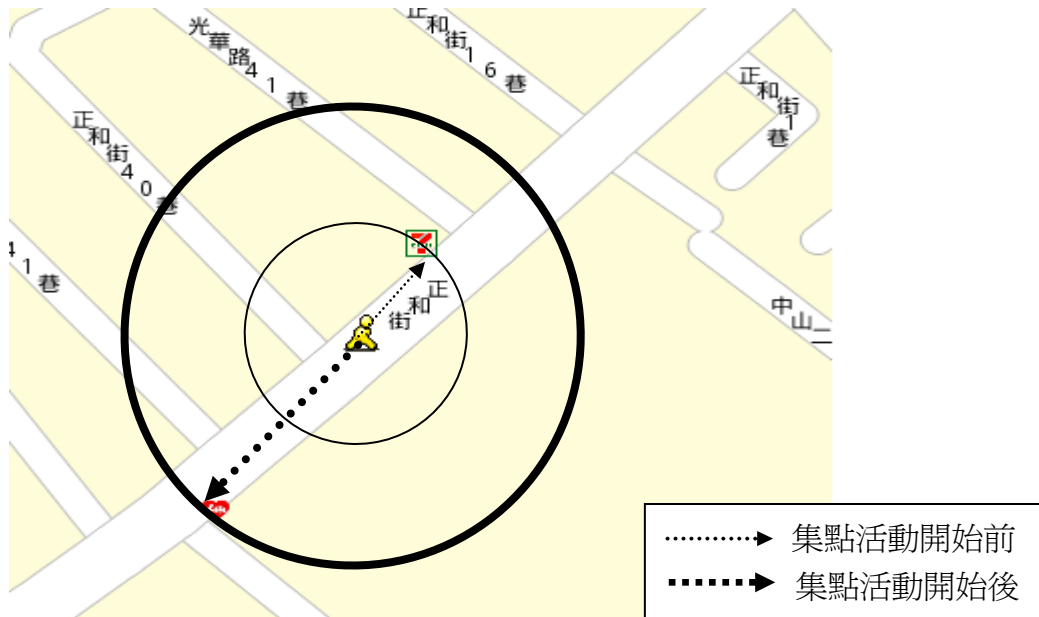 光華路41巷
正和街16巷
正和街1巷
正和街40巷
41巷
正和街
中山二
集點活動開始前
集點活動開始後